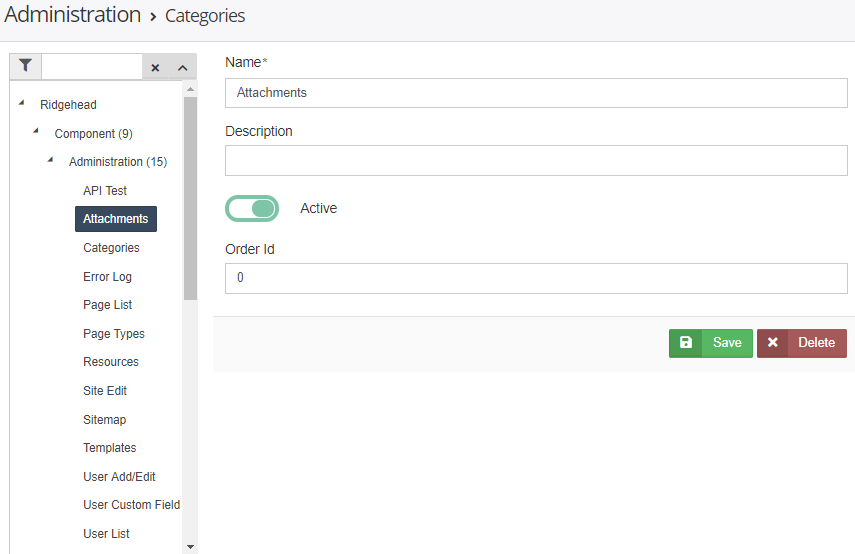 Administration › Categories
Ridgehead
Component (9)
Administration (15)
API Test
Attachments
Categories
Error Log
Page List
Page Types
Resources
Site Edit
Sitemap
Templates
User Add/Edit
User Custom Field
User List
Name*
Attachments
Description
Active
Order Id
0
Save
Delete